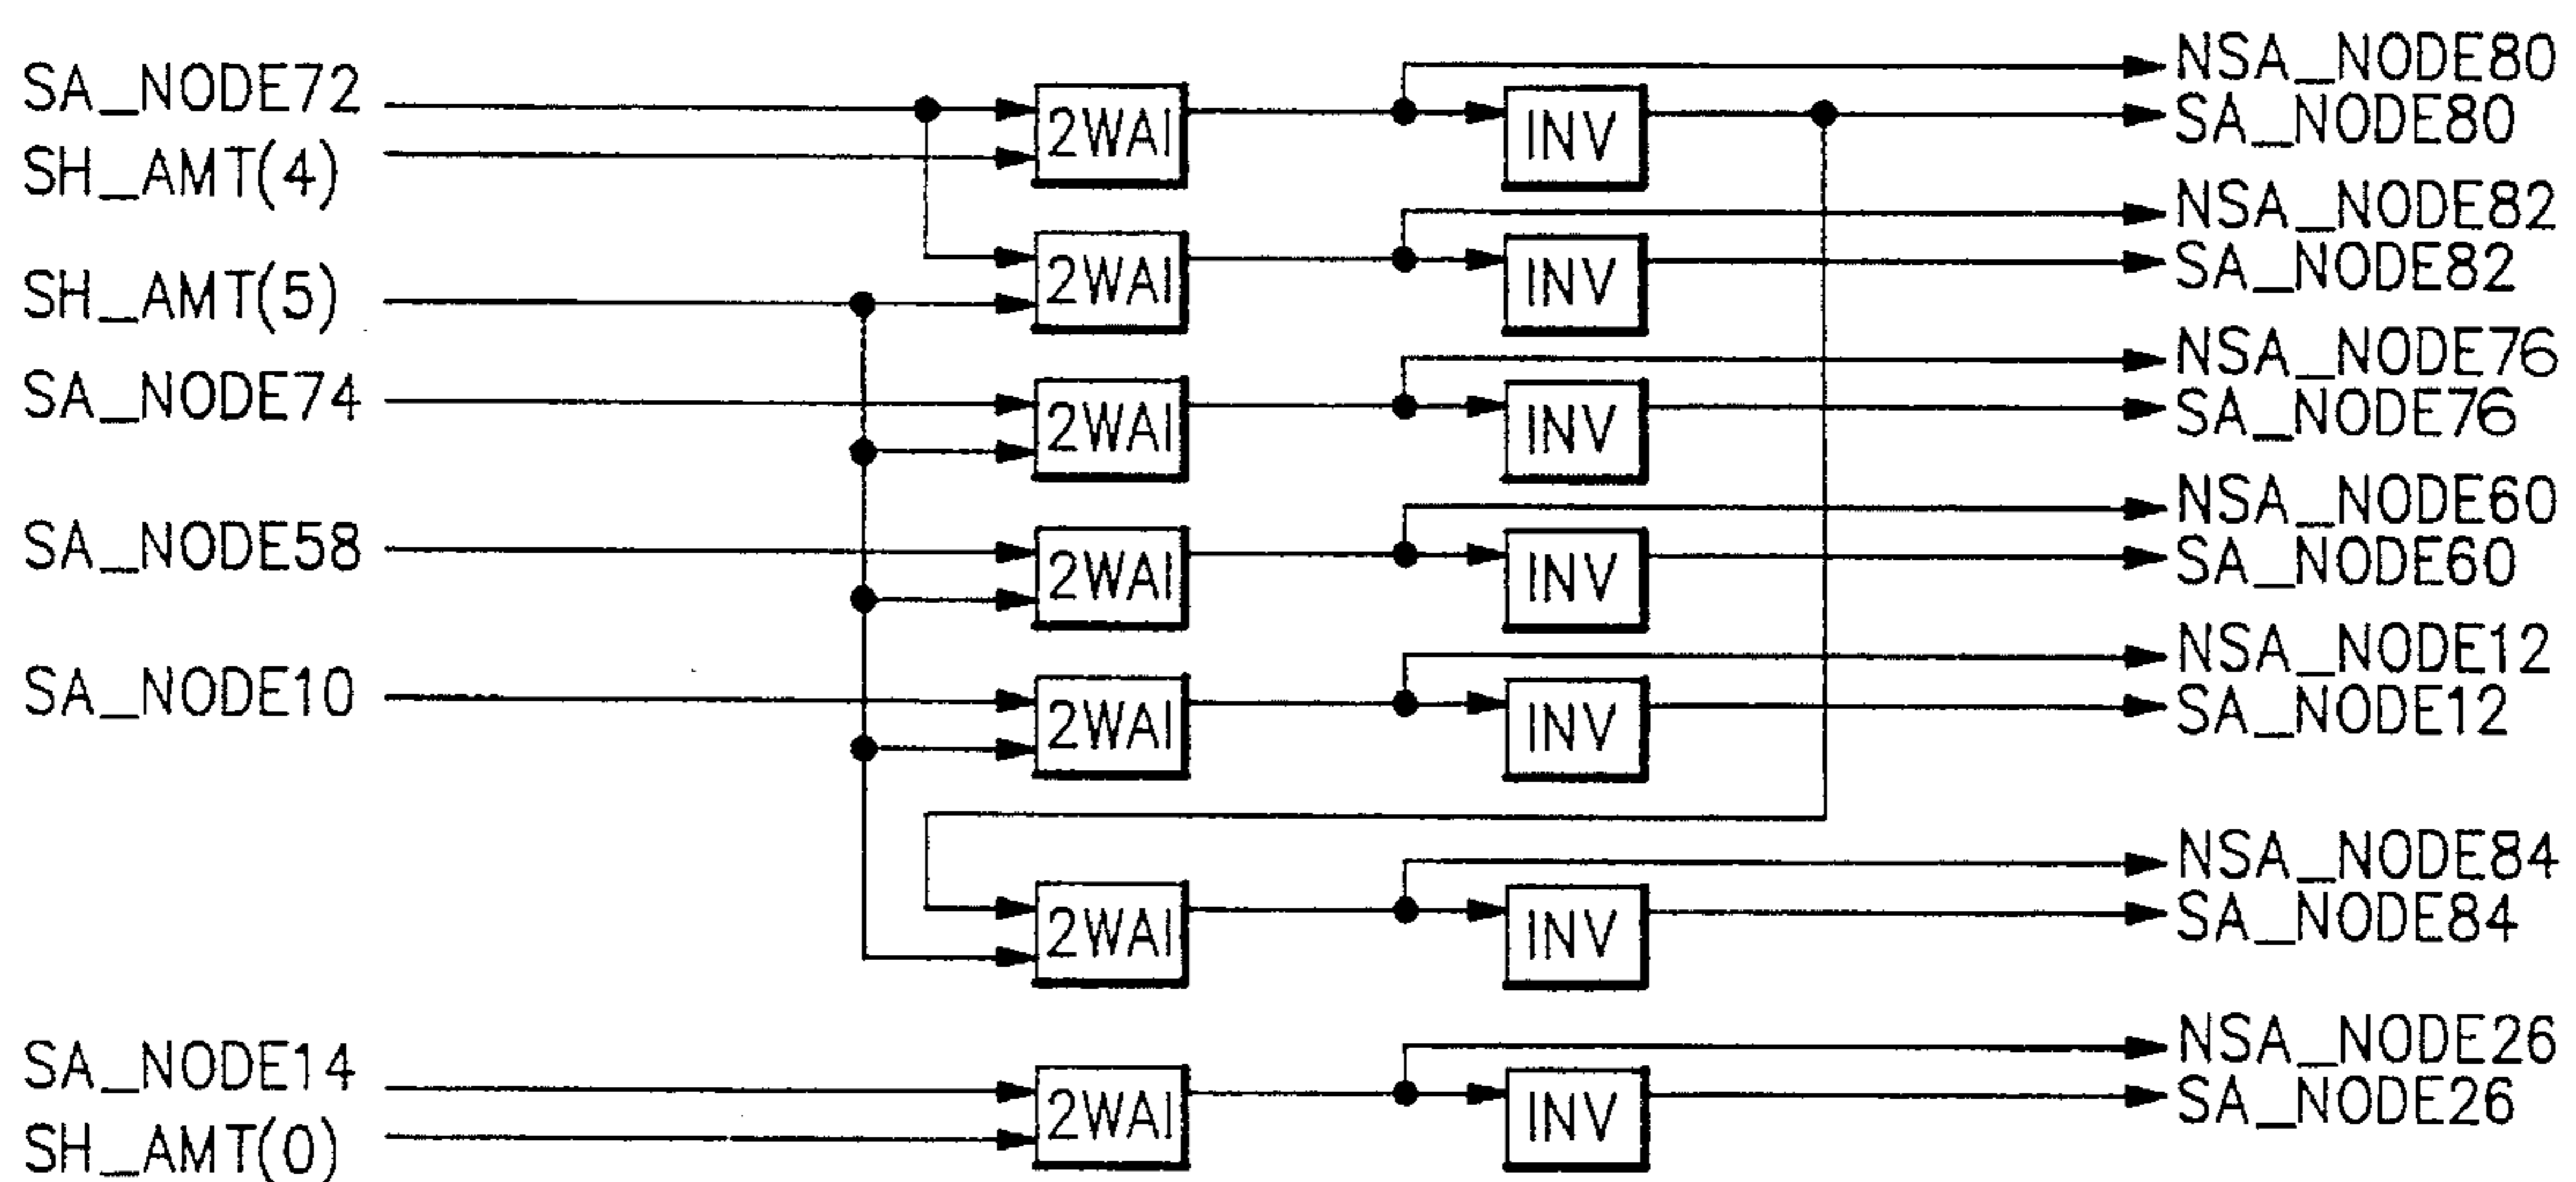 SA_NODE72
SH_AMT(4)
2WAI
INV
NSA_NODE80
SA_NODE80
SH_AMT(5)
2WAI
INV
NSA_NODE82
SA_NODE82
SA_NODE74
2WAI
INV
NSA_NODE76
SA_NODE76
SA_NODE58
2WAI
INV
NSA_NODE60
SA_NODE60
SA_NODE10
2WAI
INV
NSA_NODE12
SA_NODE12
2WAI
INV
NSA_NODE84
SA_NODE84
SA_NODE14
SH_AMT(0)
2WAI
INV
NSA_NODE26
SA_NODE26